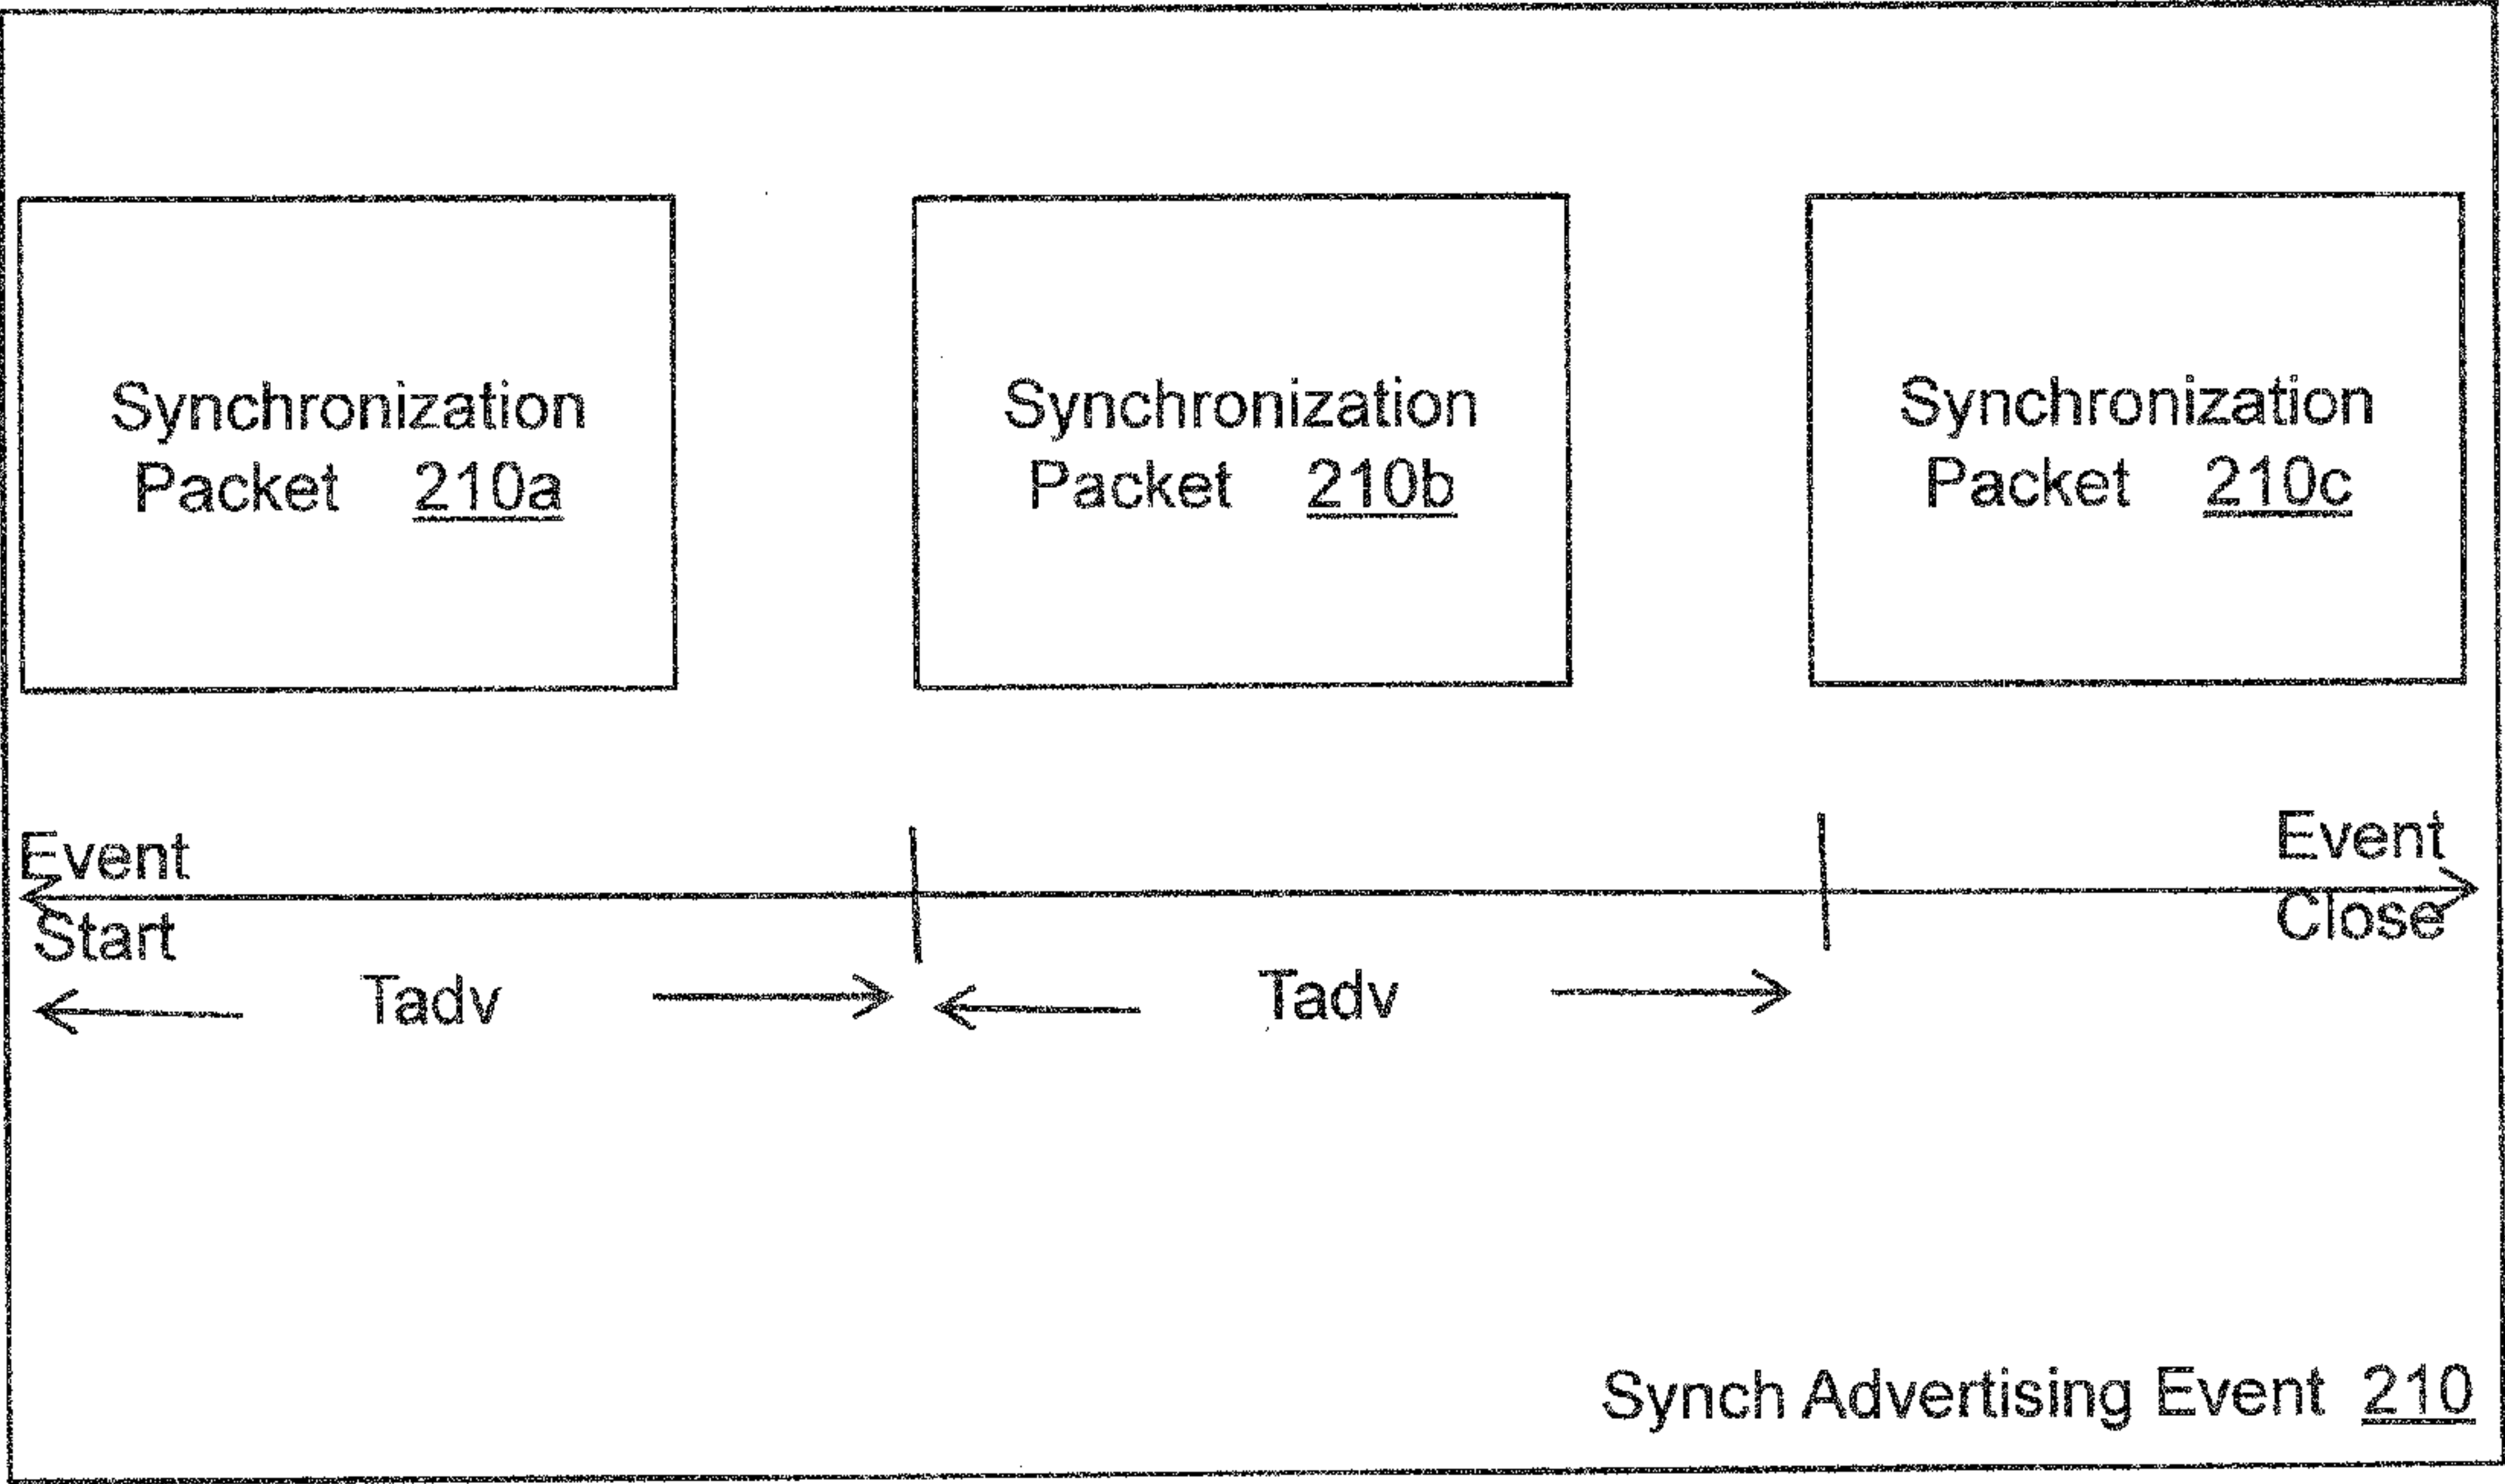 Synchronization
Packet 210a
Synchronization
Packet 210b
Synchronization
Packet 210c
Event
Start
Event
Close
Tadv
Tadv
Synch Advertising Event 210